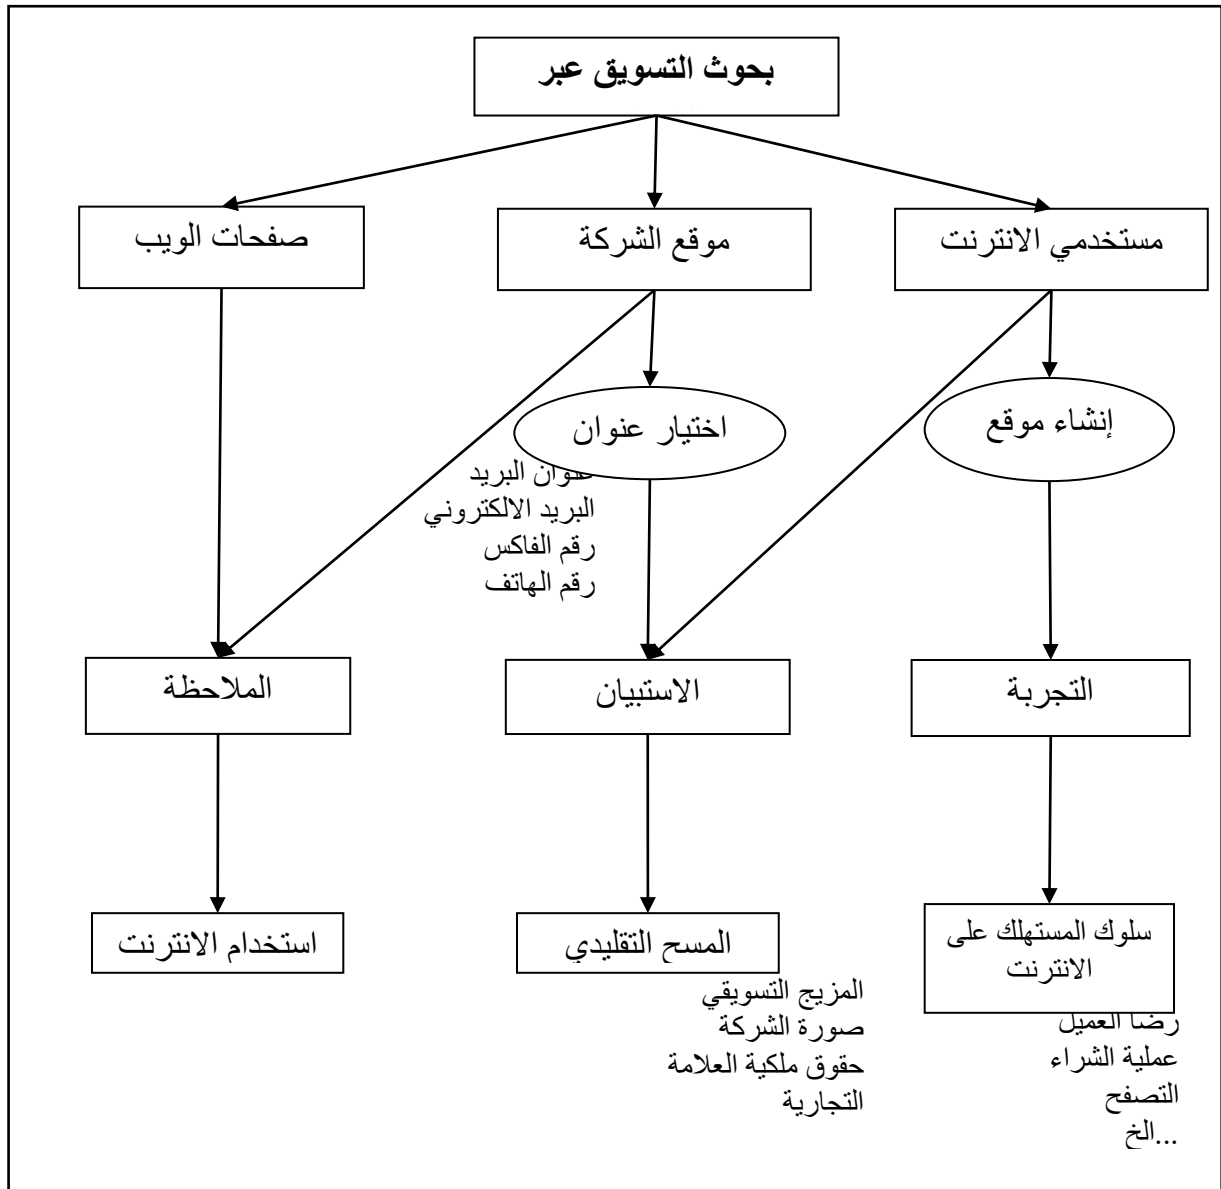 بحوث التسويق عبر
مستخدمي الانترنت
موقع الشركة
صفحات الويب
إنشاء موقع
اختيار عنوان
عنوان البريد
البريد الالكتروني
رقم الفاكس
رقم الهاتف
التجربة
الاستبيان
الملاحظة
سلوك المستهلك على
الانترنت
المسح التقليدي
استخدام الانترنت
رضا العميل
عملية الشراء
التصفح
...الخ
المزيج التسويقي
صورة الشركة
حقوق ملكية العلامة
التجارية